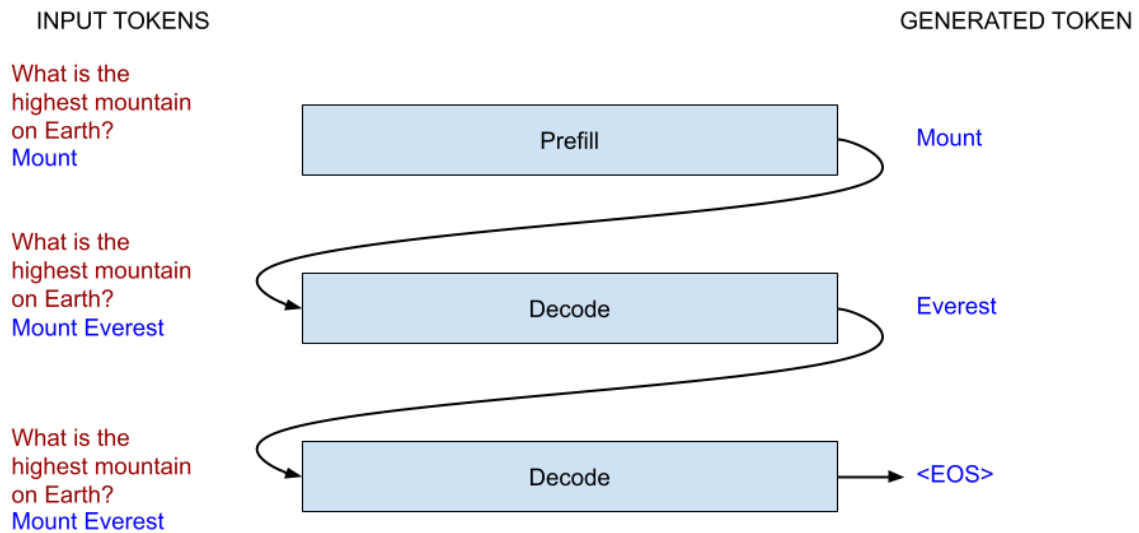 INPUT TOKENS
GENERATED TOKEN
What is the
highest mountain
on Earth?
Mount
Prefill
Mount
What is the
highest mountain
on Earth?
Mount Everest
Decode
Everest
What is the
highest mountain
on Earth?
Mount Everest
Decode
<EOS>